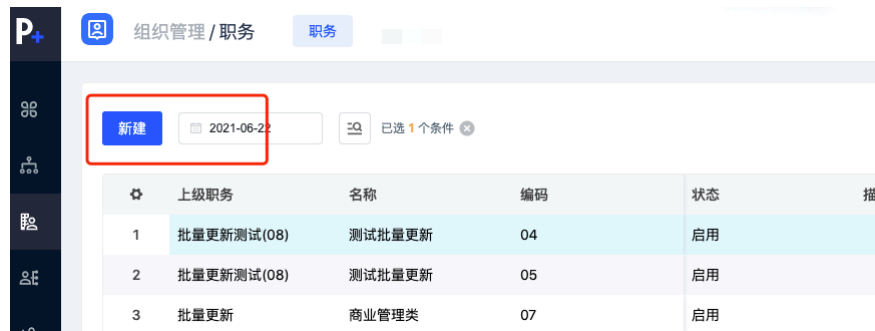 P+
组织管理/职务 职务
新建 2021-06-22 已选 1 个条件
上级职务 名称 编码 状态
1 批量更新测试(08) 测试批量更新 04 启用
2 批量更新测试(08) 测试批量更新 05 启用
3 批量更新 商业管理类 07 启用